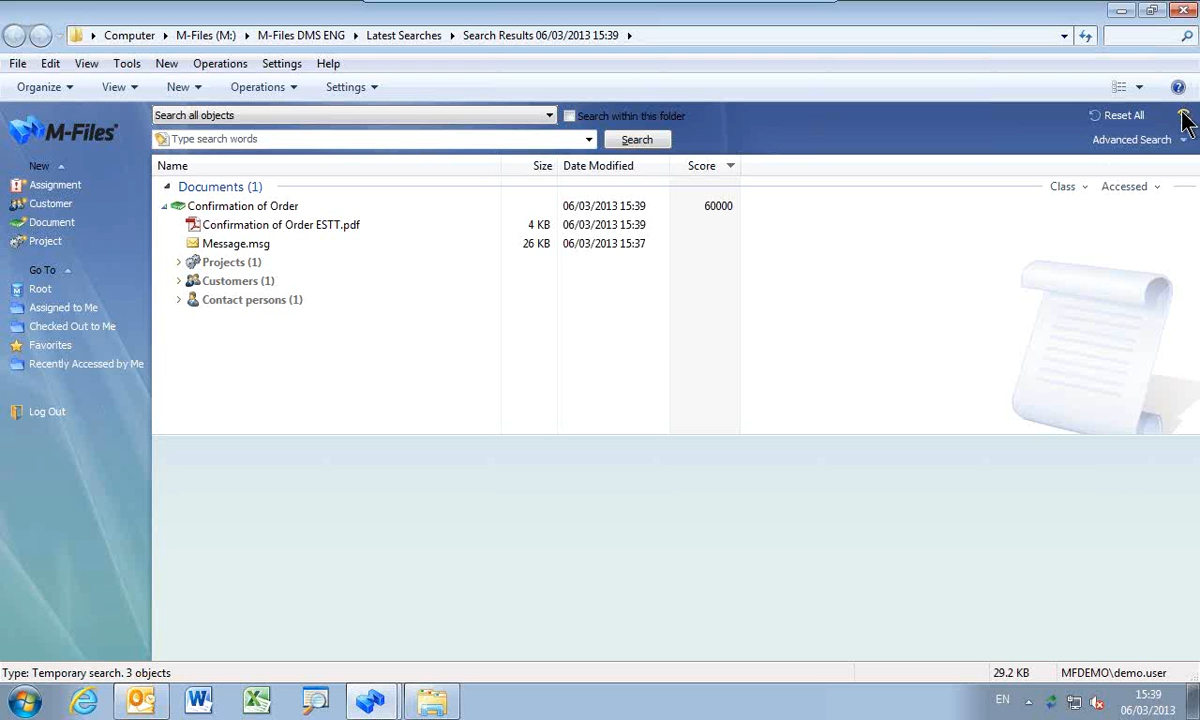 Computer M-Files (M:) M-Files DMS ENG Latest Searches Search Results 06/03/2013 15:39
File Edit View Tools New Operations Settings Help
Organize View New Operations Settings
Search all objects Search within this folder Reset All
M-Files
Type search words Search Advanced Search
New Name Size Date Modified Score
Assignment Documents (1) Class Accessed
Customer Confirmation of Order 06/03/2013 15:39 60000
Document Confirmation of Order ESTT.pdf 4 KB 06/03/2013 15:39
Project Message.msg 26 KB 06/03/2013 15:37
Projects (1)
Go To Customers (1)
Root Contact persons (1)
Assigned to Me
Checked Out to Me
Favorites
Recently Accessed by Me
Log Out
Type: Temporary search. 3 objects 29.2 KB MFDEMO\demo.user
EN 15:39
06/03/2013